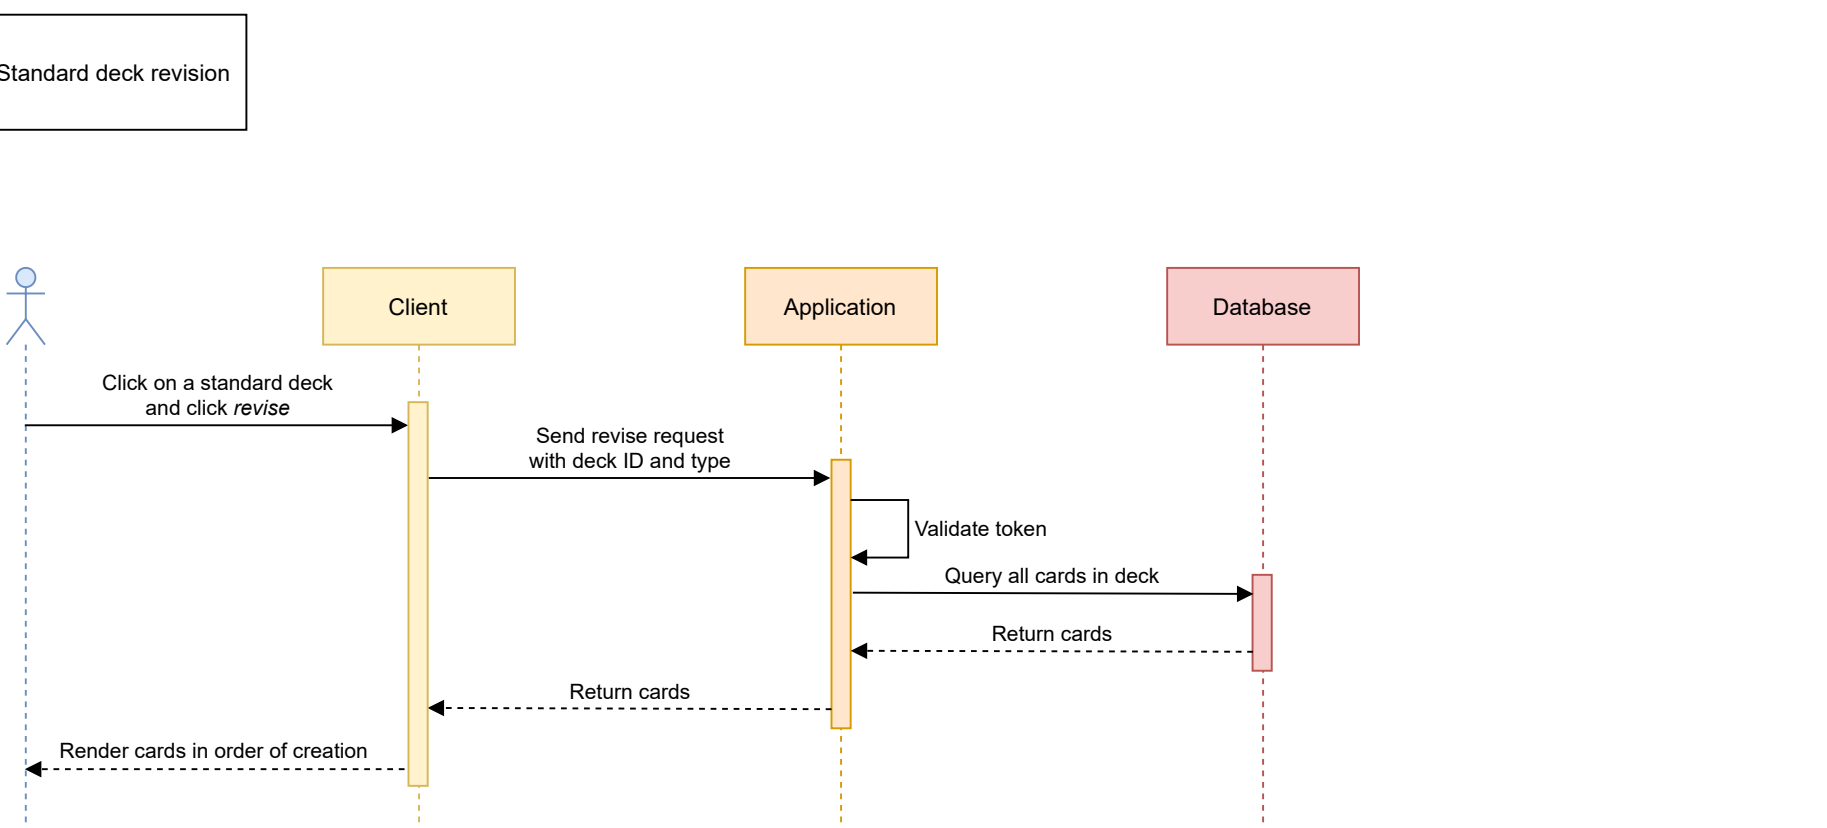 Standard deck revision
Client
Application
Database
Click on a standard deck
and click revise
Send revise request
with deck ID and type
Validate token
Query all cards in deck
Return cards
Return cards
Render cards in order of creation